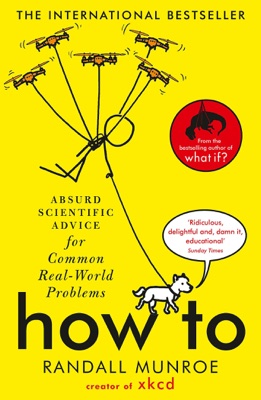 THE INTERNATIONAL BESTSELLER
From the
bestselling author of
what if?
ABSURD
SCIENTIFIC
ADVICE
for
Common
Real-World
Problems
'Ridiculous,
delightful and, damn it,
educational'
Sunday Times
how to
RANDALL MUNROE
creator of xkcd